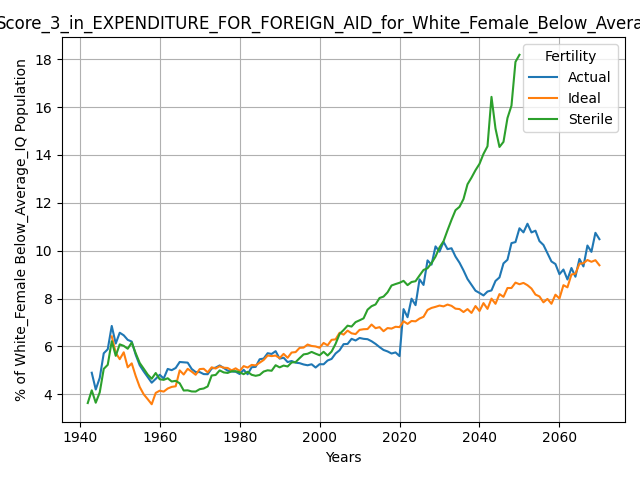 Score_3_in_EXPENDITURE_FOR_FOREIGN_AID_for_White_Female_Below_Avera
% of White_Female Below_Average_IQ Population
18
16
14
12
10
8
6
4
Fertility
Actual
Ideal
Sterile
1940 1960 1980 2000 2020 2040 2060
Years